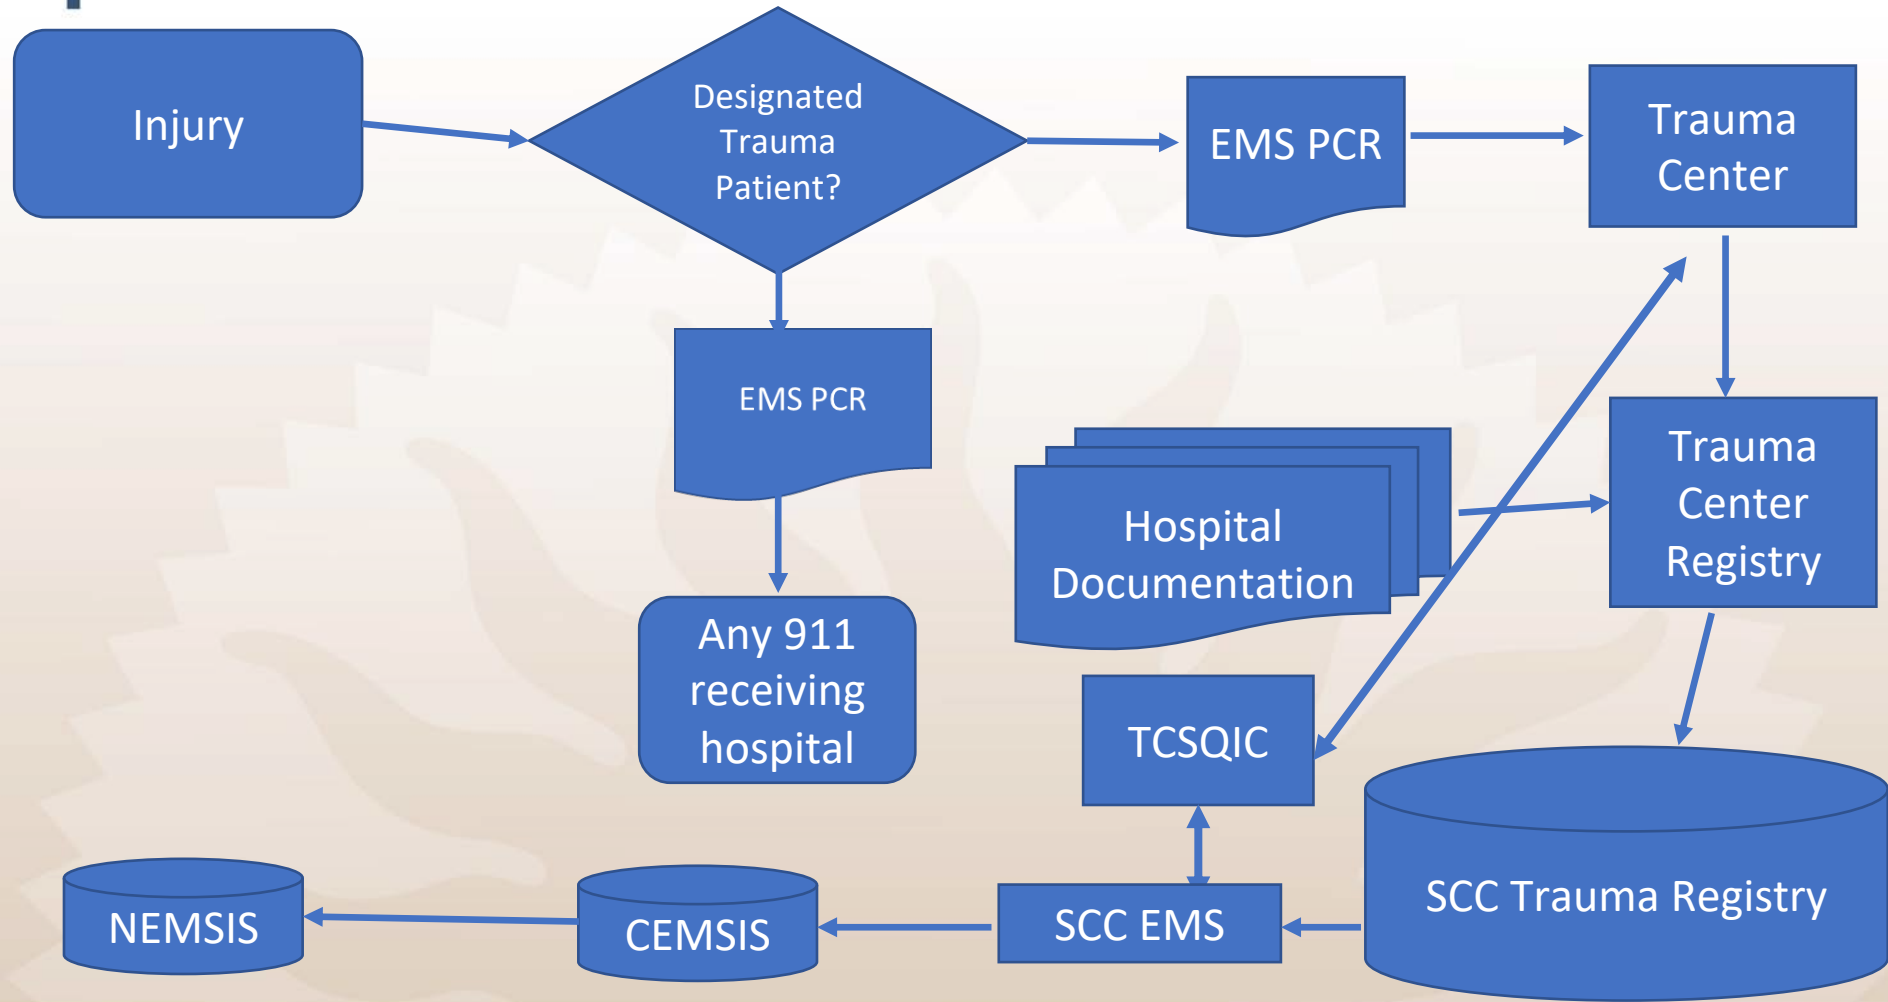 Injury
Designated
Trauma
Patient?
EMS PCR
Trauma
Center
EMS PCR
Hospital
Documentation
Trauma
Center
Registry
Any 911
receiving
hospital
TCSQIC
SCC Trauma Registry
SCC EMS
CEMSIS
NEMSIS